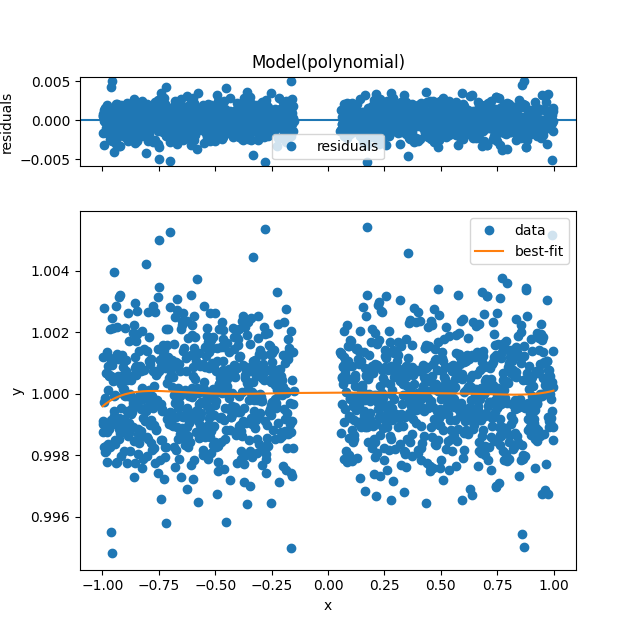 Model(polynomial)
residuals
0.005
0.000
−0.005
residuals
y
1.004
1.002
1.000
0.998
0.996
data
best-fit
−1.00 −0.75 −0.50 −0.25 0.00 0.25 0.50 0.75 1.00
x